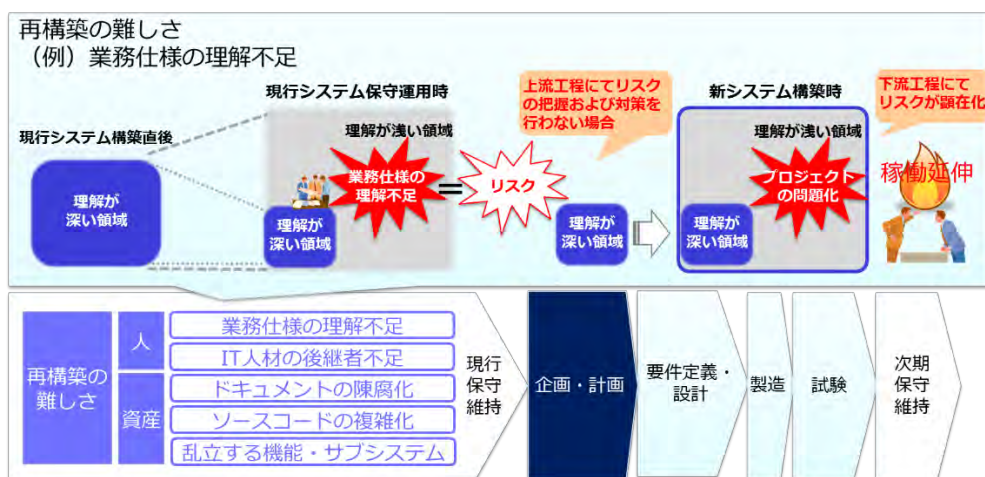 再構築の難しさ
（例）業務仕様の理解不足
現行システム構築直後
理解が
深い領域
現行システム保守運用時
理解が浅い領域
業務仕様の
理解不足
理解が
深い領域
=
リスク
上流工程にてリスク
の把握および対策を
行わない場合
理解が
深い領域
新システム構築時
理解が浅い領域
プロジェクト
の問題化
理解が
深い領域
下流工程にて
リスクが顕在化
稼働延伸
再構築の
難しさ
人
業務仕様の理解不足
IT人材の後継者不足
資産
ドキュメントの陳腐化
ソースコードの複雑化
乱立する機能・サブシステム
現行
保守
維持
企画・計画
要件定義・
設計
製造
試験
次期
保守
維持